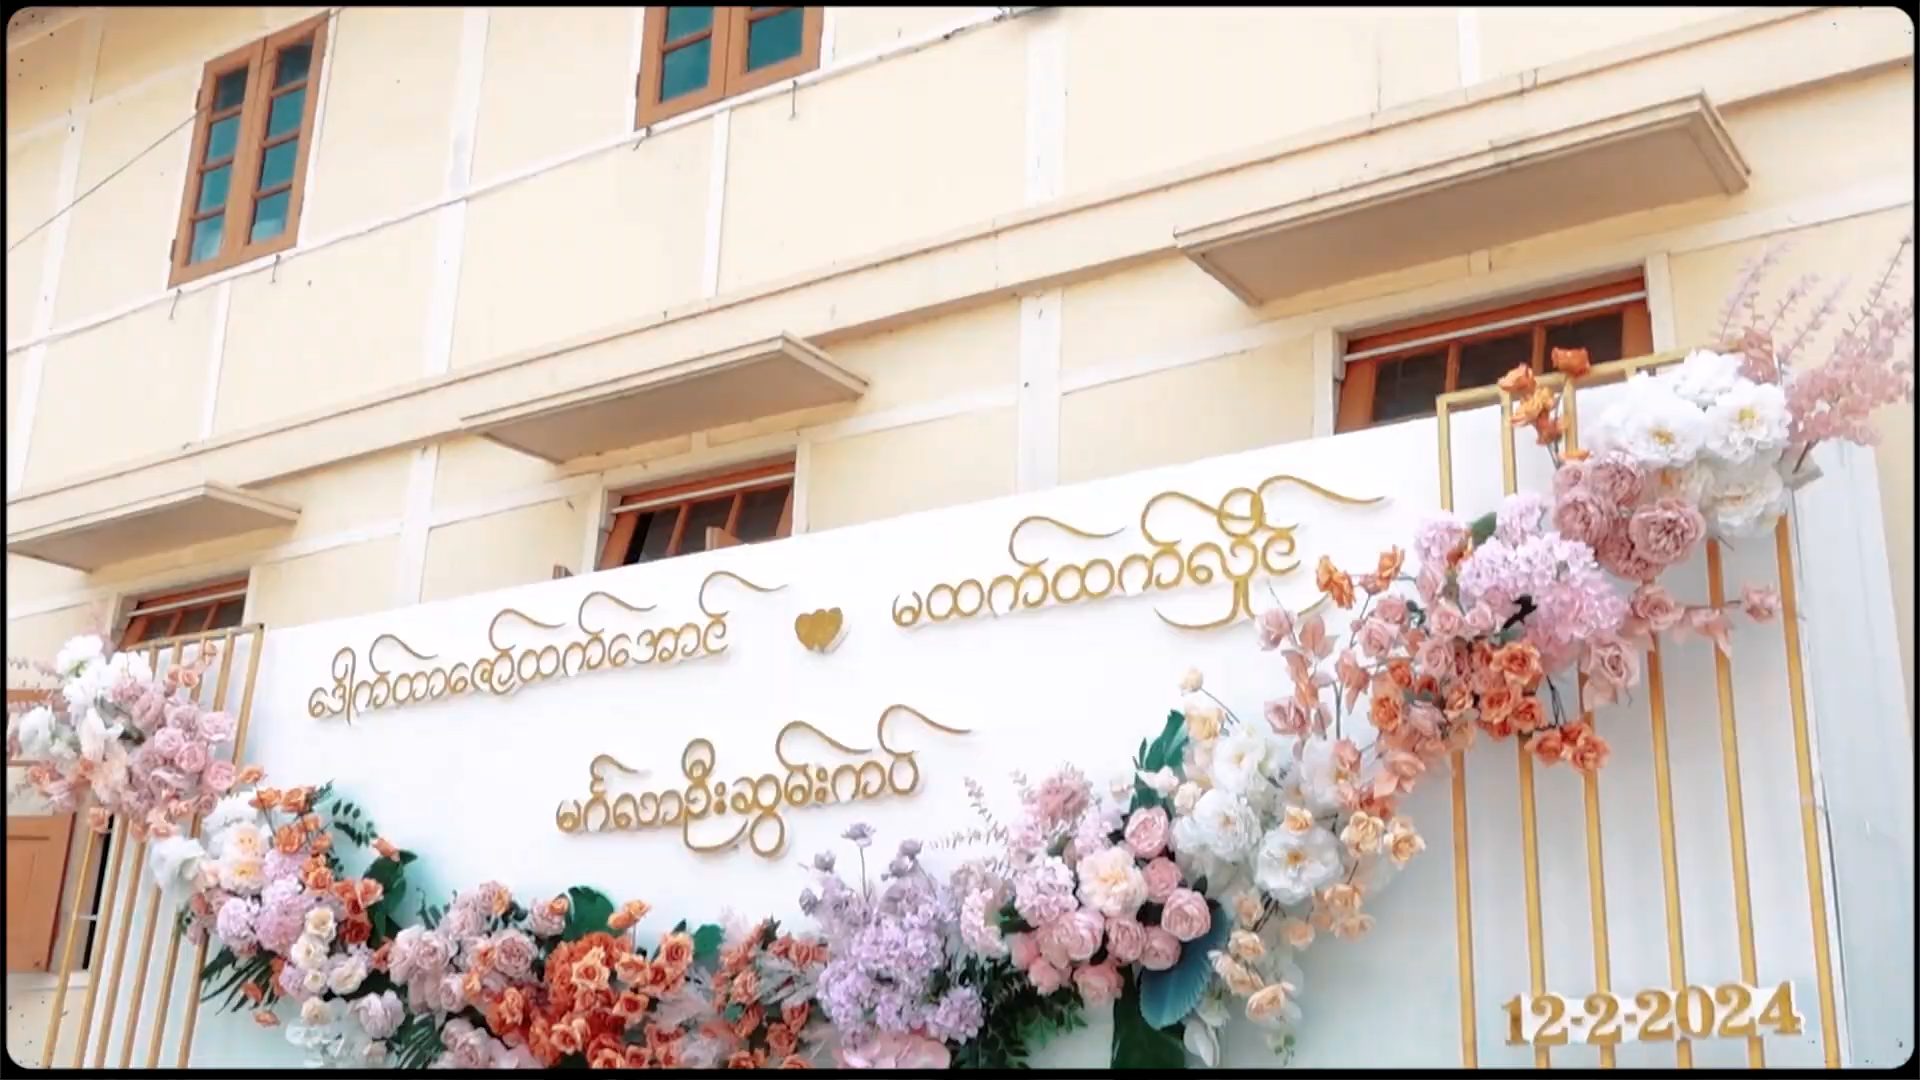 ဒေါက်တာဇော်ထက်အောင် မထက်ထက်လှိုင်
မင်္ဂလာဦးဆွမ်းကပ်
12-2-2024